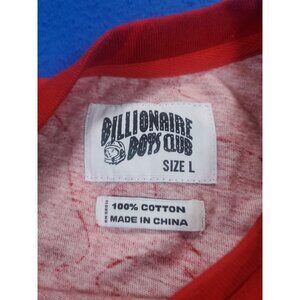 BILLIONAIRE
BOYS CLUB
SIZE L
100% COTTON
MADE IN CHINA